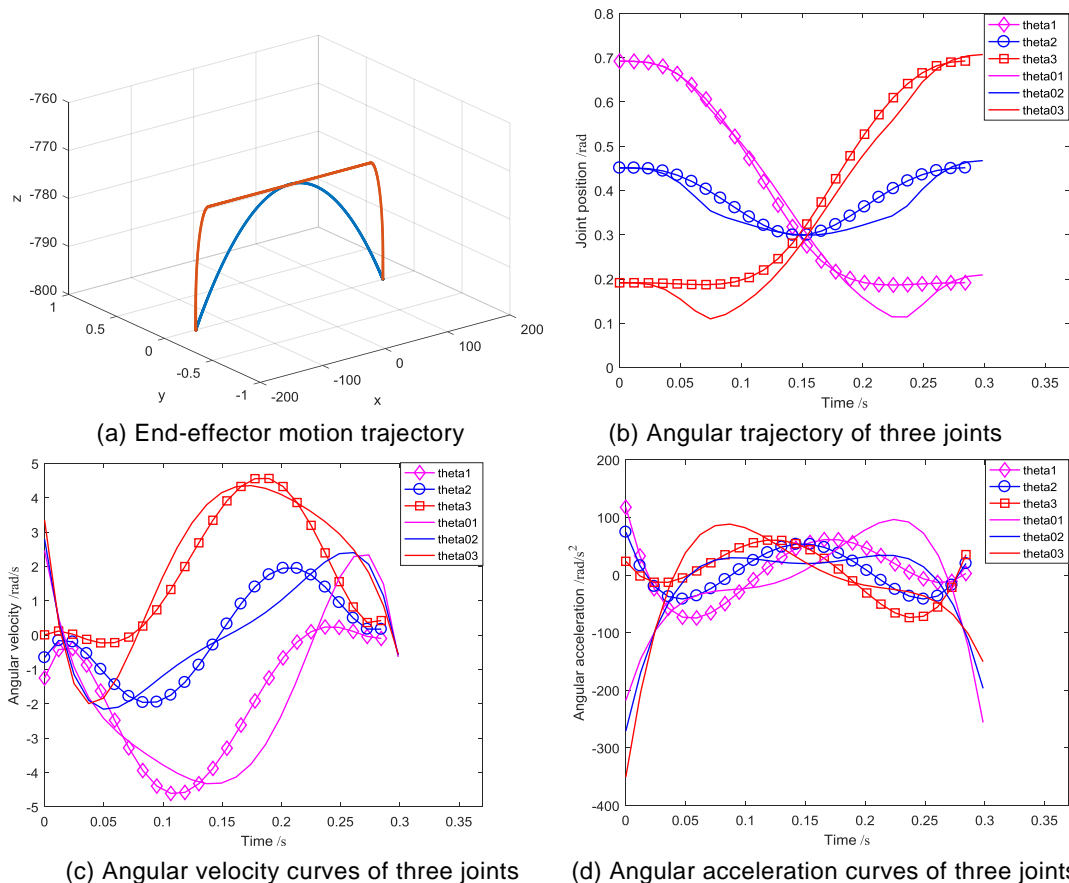 -760
-770
-780
-790
-800
z
1
0.5
0
-0.5
-1
y
-200
-100
0
100
200
x
(a) End-effector motion trajectory
0.8
0.7
0.6
0.5
0.4
0.3
0.2
0.1
0
Joint position /rad
0 0.05 0.1 0.15 0.2 0.25 0.3 0.35
Time /s
theta1
theta2
theta3
theta01
theta02
theta03
(b) Angular trajectory of three joints
5
4
3
2
1
0
-1
-2
-3
-4
-5
Angular velocity /rad/s
0 0.05 0.1 0.15 0.2 0.25 0.3 0.35
Time /s
theta1
theta2
theta3
theta01
theta02
theta03
(c) Angular velocity curves of three joints
200
100
0
-100
-200
-300
-400
Angular acceleration /rad/s²
0 0.05 0.1 0.15 0.2 0.25 0.3 0.35
Time /s
theta1
theta2
theta3
theta01
theta02
theta03
(d) Angular acceleration curves of three joints